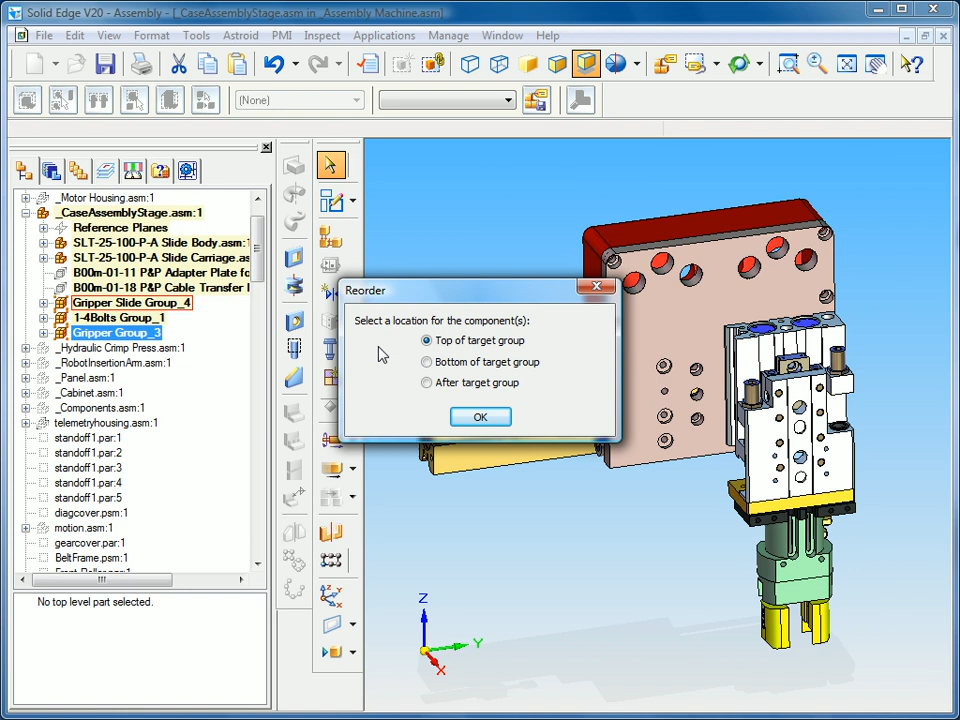 Solid Edge V20 - Assembly - [_CaseAssemblyStage.asm in _Assembly Machine.asm]
File Edit View Format Tools Astroid PMI Inspect Applications Manage Window Help
(None)
_Motor Housing.asm:1
_CaseAssemblyStage.asm:1
Reference Planes
SLT-25-100-P-A Slide Body.asm:1
SLT-25-100-P-A Slide Carriage.as
B00m-01-11 P&P Adapter Plate fo
B00m-01-18 P&P Cable Transfer I
Gripper Slide Group_4
1-4Bolts Group_1
Gripper Group_3
_Hydraulic Crimp Press.asm:1
_RobotInsertionArm.asm:1
_Panel.asm:1
_Cabinet.asm:1
_Components.asm:1
telemetryhousing.asm:1
standoff1.par:1
standoff1.par:2
standoff1.par:3
standoff1.par:4
standoff1.par:5
diagcover.psm:1
motion.asm:1
gearcover.par:1
BeltFrame.psm:1
No top level part selected.
Reorder
Select a location for the component(s):
Top of target group
Bottom of target group
After target group
OK
Z
Y
X